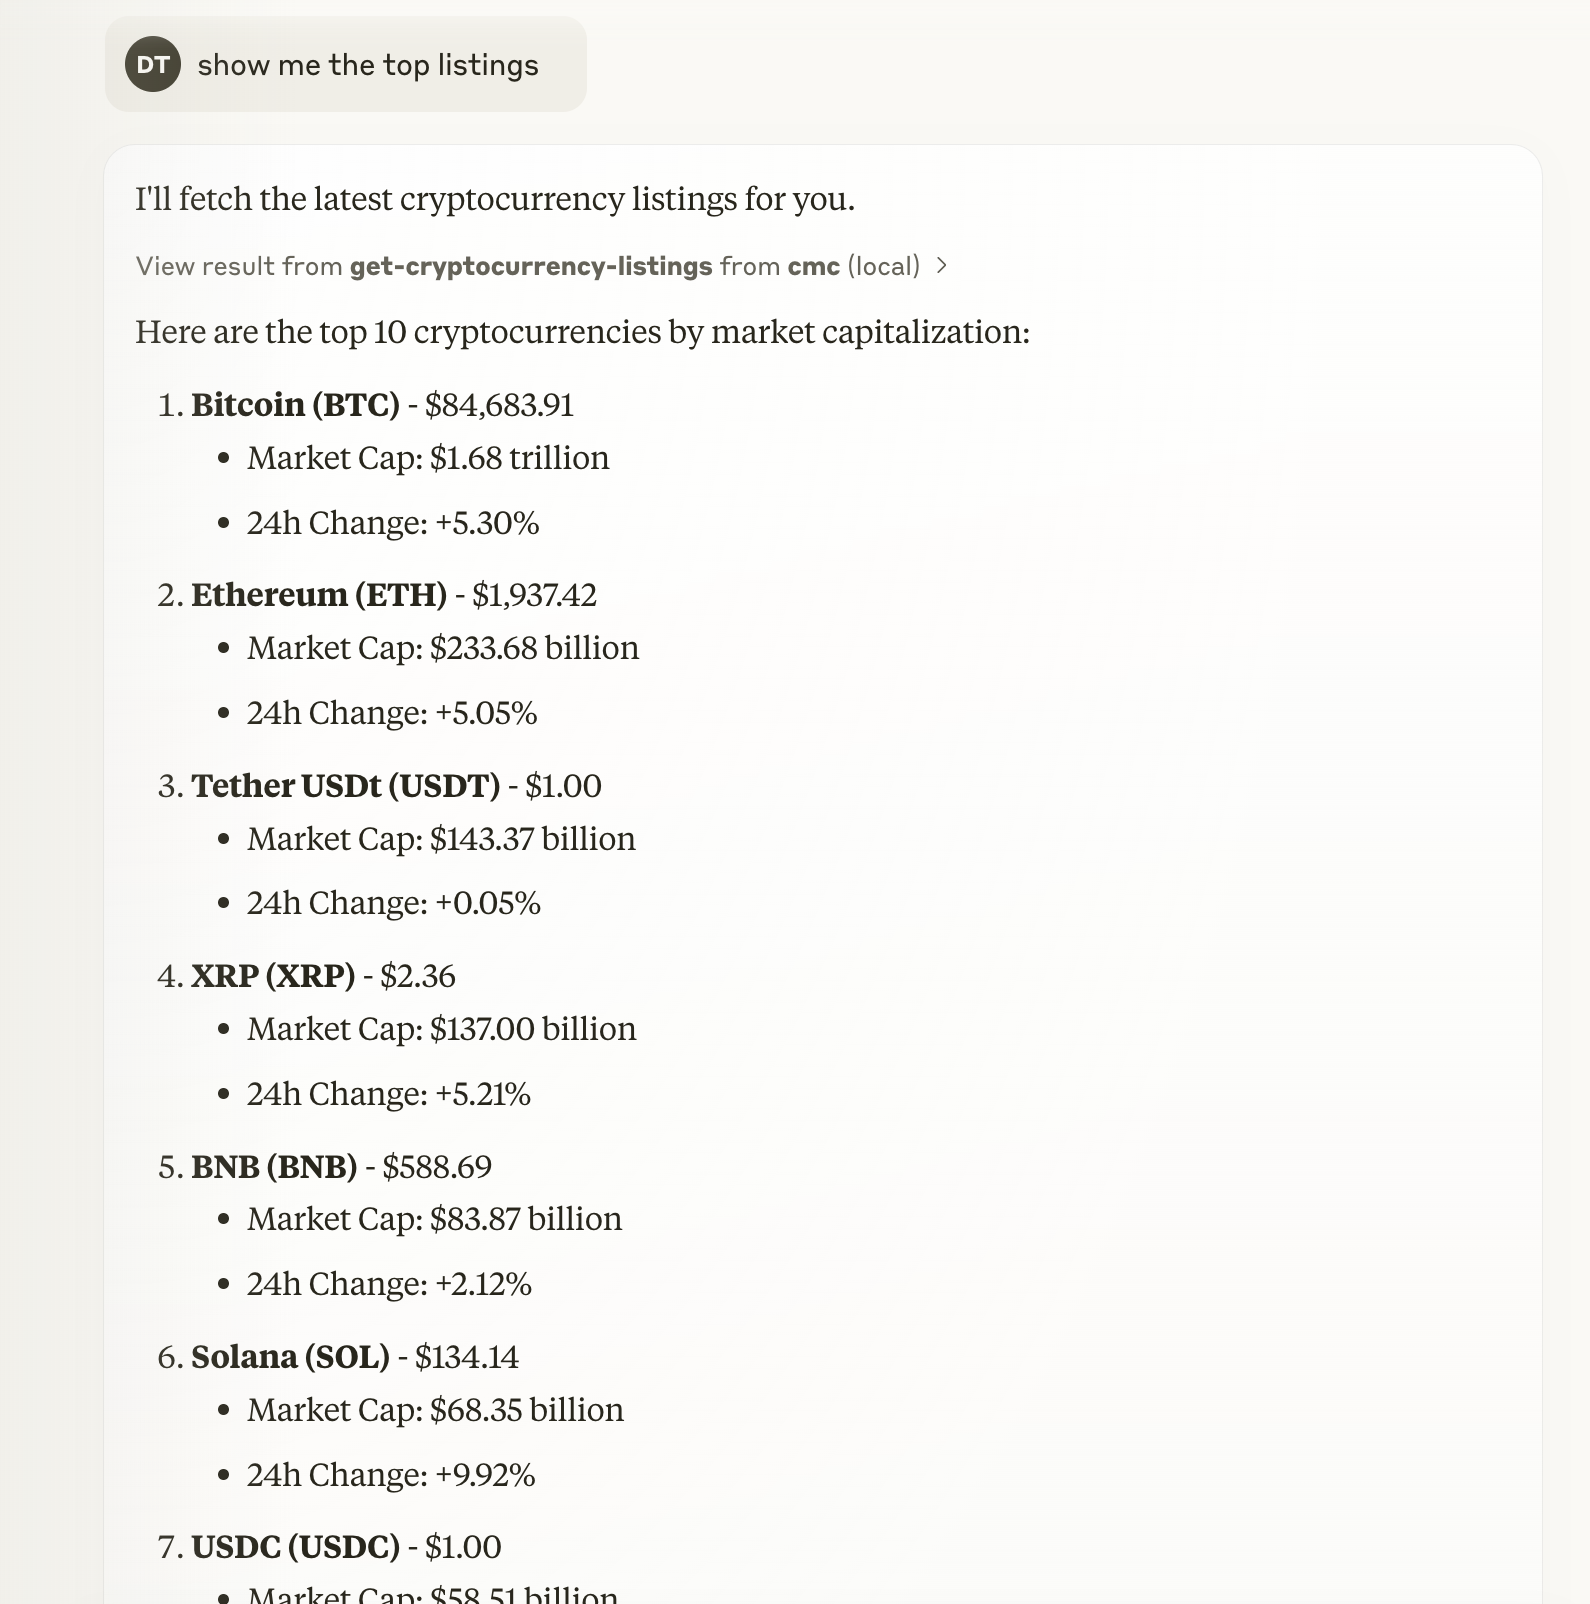 DT show me the top listings
I'll fetch the latest cryptocurrency listings for you.
View result from get-cryptocurrency-listings from cmc (local)
Here are the top 10 cryptocurrencies by market capitalization:
1. Bitcoin (BTC) - $84,683.91
• Market Cap: $1.68 trillion
• 24h Change: +5.30%
2. Ethereum (ETH) - $1,937.42
• Market Cap: $233.68 billion
• 24h Change: +5.05%
3. Tether USDt (USDT) - $1.00
• Market Cap: $143.37 billion
• 24h Change: +0.05%
4. XRP (XRP) - $2.36
• Market Cap: $137.00 billion
• 24h Change: +5.21%
5. BNB (BNB) - $588.69
• Market Cap: $83.87 billion
• 24h Change: +2.12%
6. Solana (SOL) - $134.14
• Market Cap: $68.35 billion
• 24h Change: +9.92%
7. USDC (USDC) - $1.00
• Market Cap: $58.51 billion